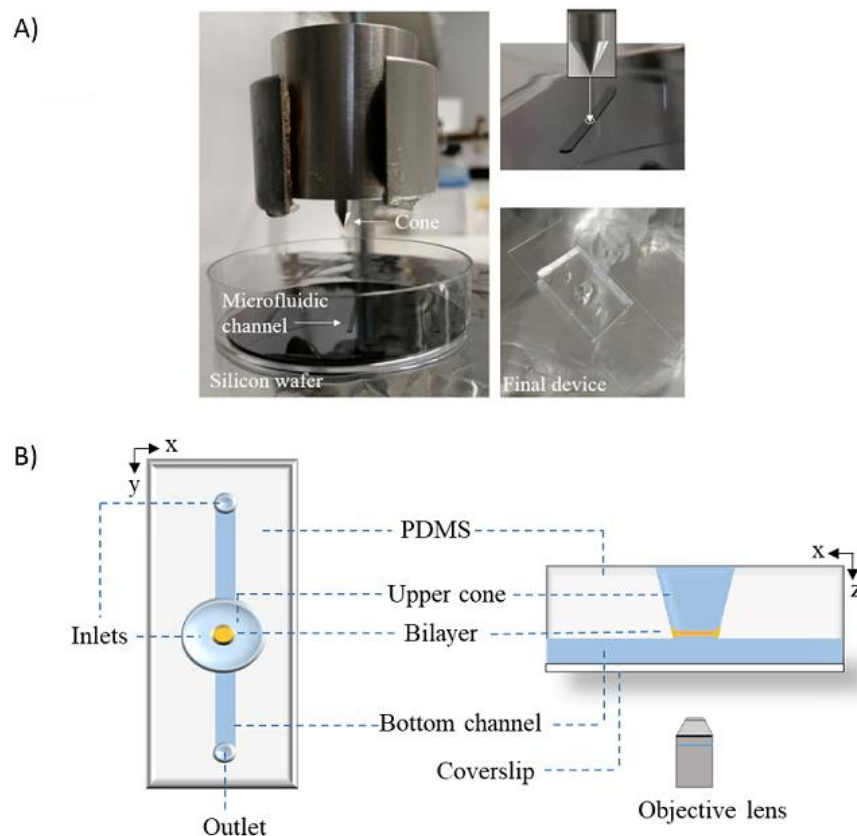 A)
Cone
Microfluidic
channel
Silicon wafer
Final device
B)
x
y
PDMS
x
z
Upper cone
Inlets
Bilayer
Bottom channel
Coverslip
Objective lens
Outlet